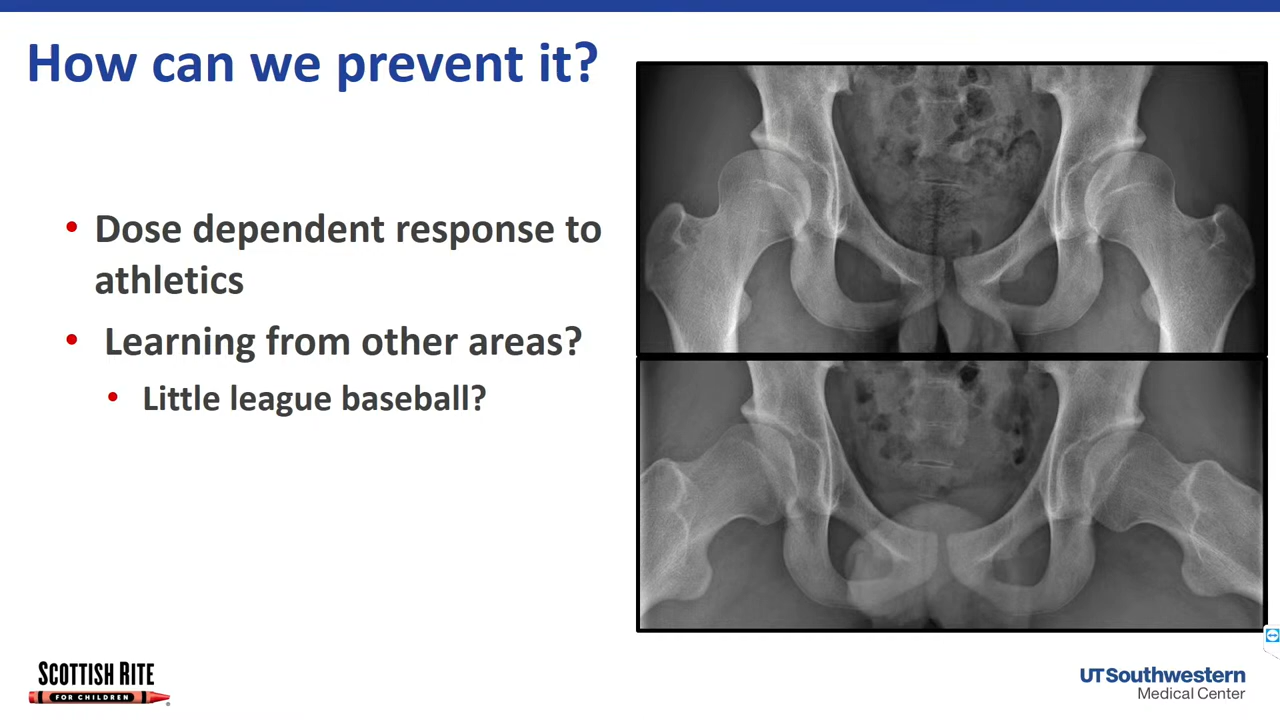 How can we prevent it?
• Dose dependent response to
athletics
• Learning from other areas?
• Little league baseball?
SCOTTISH RITE
FOR CHILDREN
UTSouthwestern
Medical Center